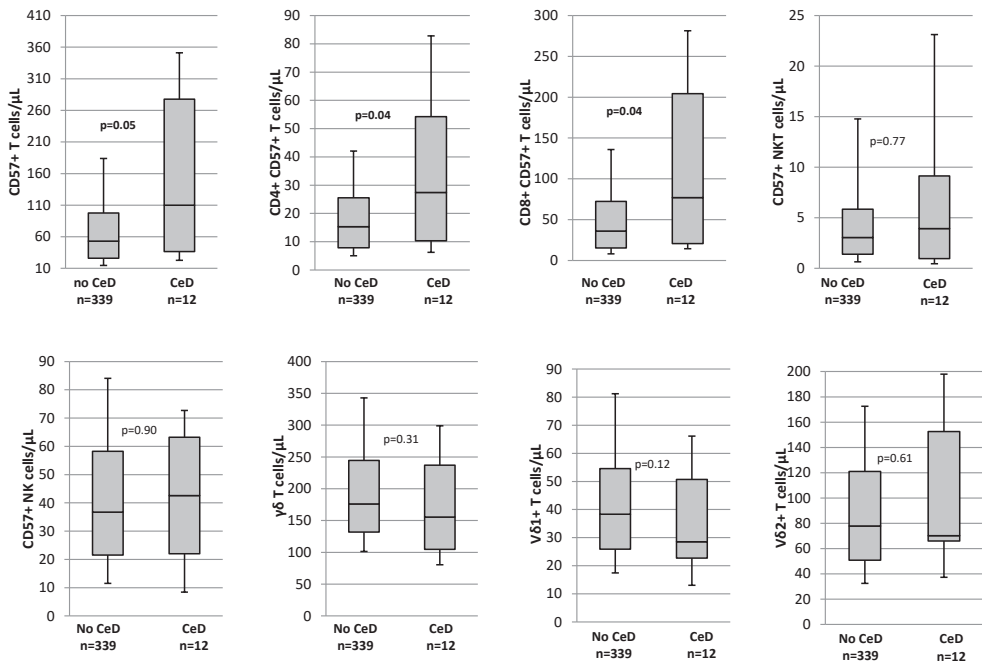 CD57+ T cells/μL
410
360
310
260
210
160
110
60
10
p=0.05
no CeD
n=339
CeD
n=12
CD4+ CD57+ T cells/μL
90
80
70
60
50
40
30
20
10
0
p=0.04
No CeD
n=339
CeD
n=12
CD8+ CD57+ T cells/μL
300
250
200
150
100
50
0
p=0.04
No CeD
n=339
CeD
n=12
CD57+ NKT cells/μL
25
20
15
10
5
0
p=0.77
No CeD
n=339
CeD
n=12
CD57+ NK cells/μL
90
80
70
60
50
40
30
20
10
0
p=0.90
No CeD
n=339
CeD
n=12
γδ T cells/μL
400
350
300
250
200
150
100
50
0
p=0.31
No CeD
n=339
CeD
n=12
Vδ1+ T cells/μL
90
80
70
60
50
40
30
20
10
0
p=0.12
No CeD
n=339
CeD
n=12
Vδ2+ T cells/μL
200
180
160
140
120
100
80
60
40
20
0
p=0.61
No CeD
n=339
CeD
n=12